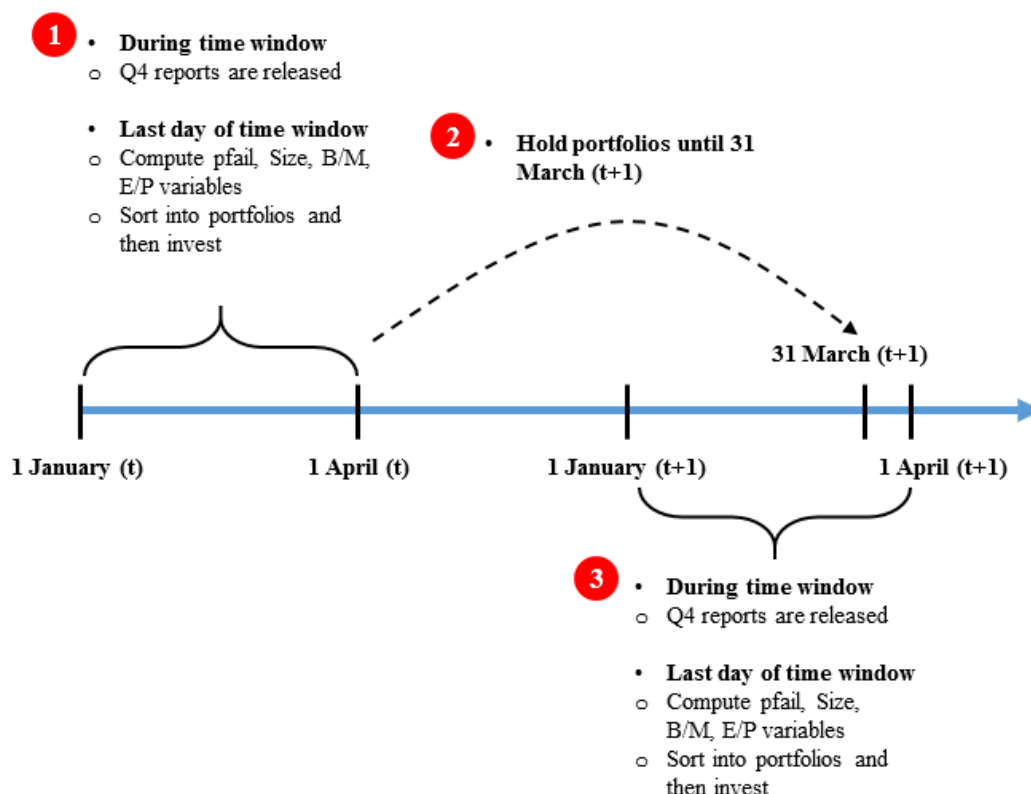 1
• During time window
o Q4 reports are released
• Last day of time window
o Compute pfail, Size, B/M,
E/P variables
o Sort into portfolios and
then invest
2
• Hold portfolios until 31
March (t+1)
31 March (t+1)
1 January (t)
1 April (t)
1 January (t+1)
1 April (t+1)
3
• During time window
o Q4 reports are released
• Last day of time window
o Compute pfail, Size,
B/M, E/P variables
o Sort into portfolios and
then invest